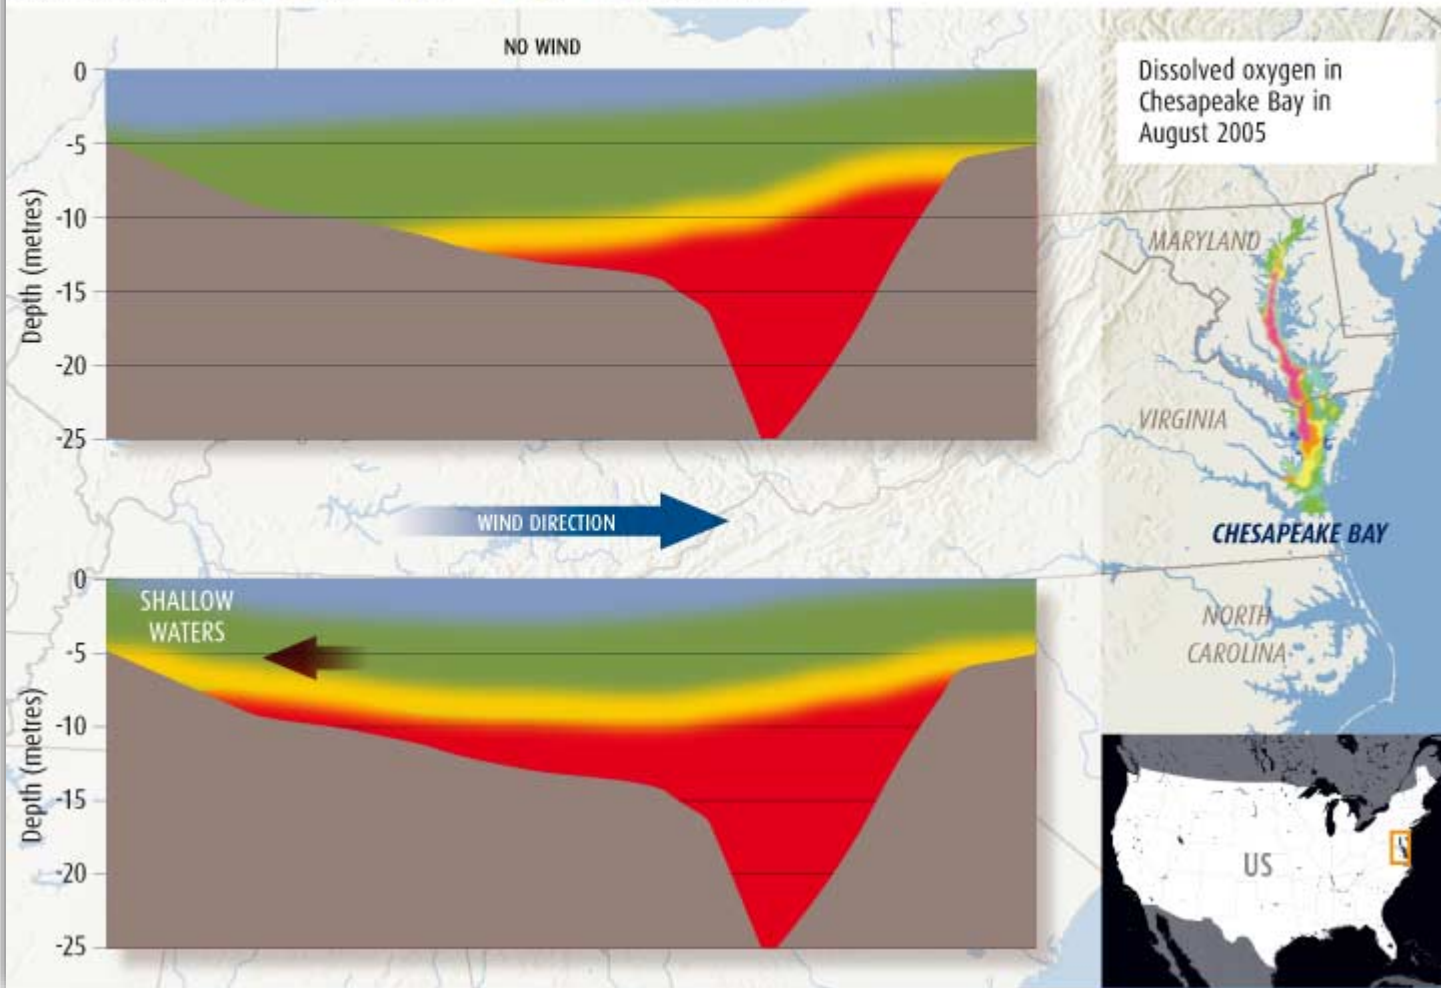 NO WIND
0
-5
-10
-15
-20
-25
Depth (metres)
WIND DIRECTION
0
-5
-10
-15
-20
-25
Depth (metres)
SHALLOW
WATERS
Dissolved oxygen in
Chesapeake Bay in
August 2005
MARYLAND
VIRGINIA
CHESAPEAKE BAY
NORTH
CAROLINA
US